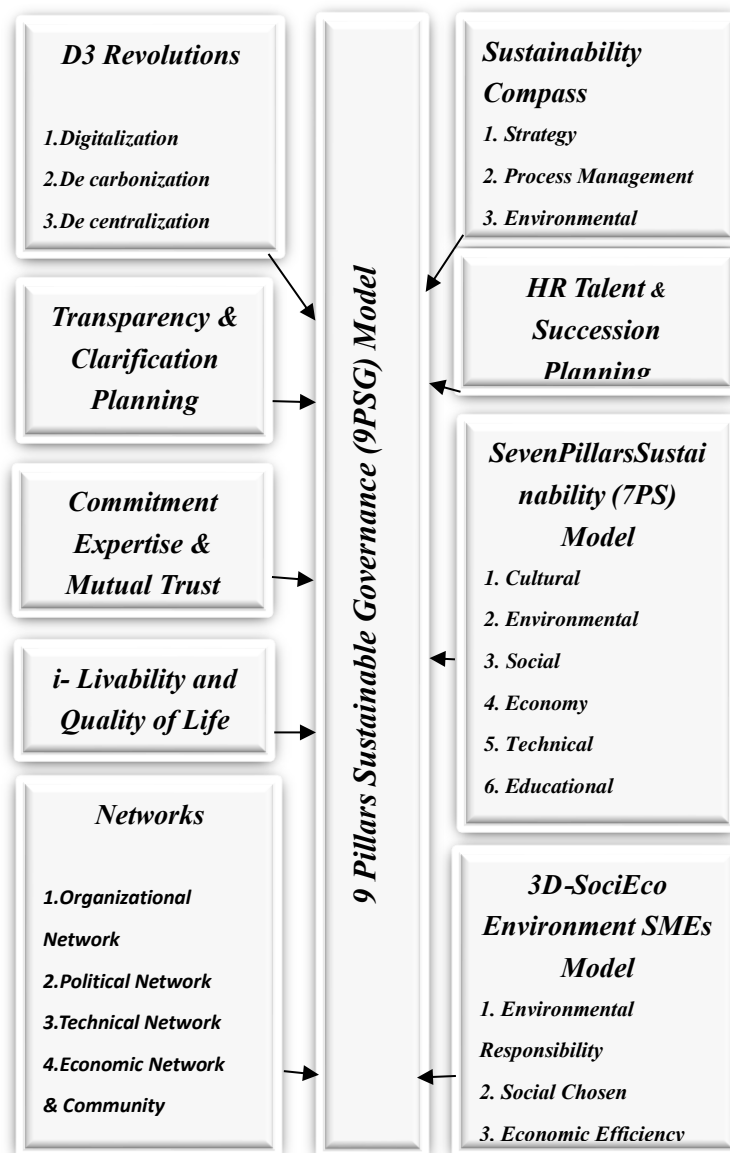 D3 Revolutions
1.Digitalization
2.De carbonization
3.De centralization
Transparency &
Clarification
Planning
Commitment
Expertise &
Mutual Trust
i- Livability and
Quality of Life
Networks
1.Organizational
Network
2.Political Network
3.Technical Network
4.Economic Network
& Community
9 Pillars Sustainable Governance (9PSG) Model
Sustainability
Compass
1. Strategy
2. Process Management
3. Environmental
HR Talent &
Succession
Planning
SevenPillarsSustai
nability (7PS)
Model
1. Cultural
2. Environmental
3. Social
4. Economy
5. Technical
6. Educational
3D-SociEco
Environment SMEs
Model
1. Environmental
Responsibility
2. Social Chosen
3. Economic Efficiency